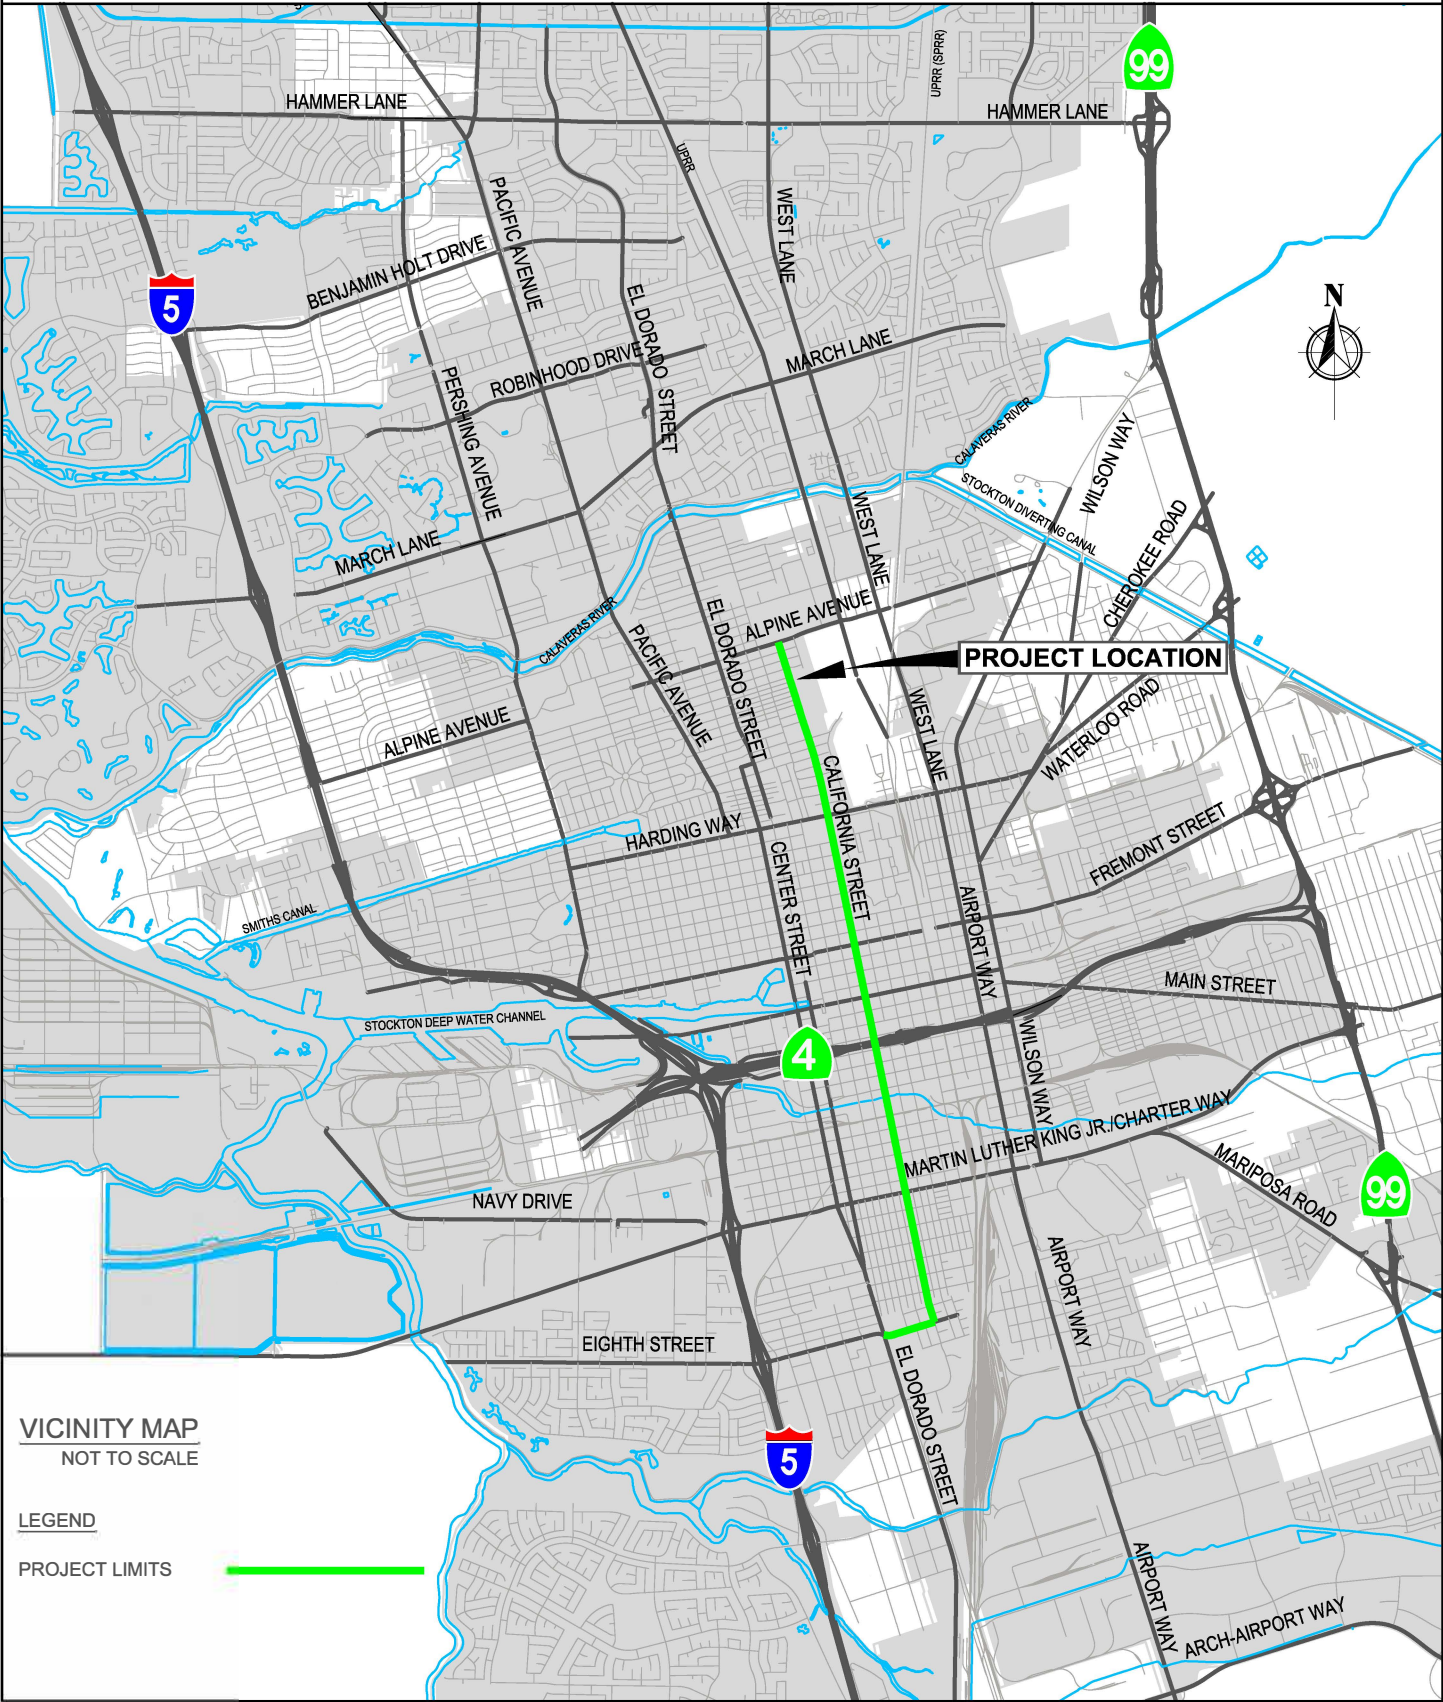 99
UPRR (SPRR)
HAMMER LANE
HAMMER LANE
UPRR
PACIFIC AVENUE
WEST LANE
BENJAMIN HOLT DRIVE
5
EL DORADO STREET
N
MARCH LANE
ROBINHOOD DRIVE
PERSHING AVENUE
CALAVERAS RIVER
WILSON WAY
STOCKTON DIVERTING CANAL
WEST LANE
CHEROKEE ROAD
MARCH LANE
CALAVERAS RIVER
EL DORADO STREET
ALPINE AVENUE
PACIFIC AVENUE
PROJECT LOCATION
WEST LANE
WATERLOO ROAD
ALPINE AVENUE
CALIFORNIA STREET
HARDING WAY
FREMONT STREET
CENTER STREET
SMITHS CANAL
AIRPORT WAY
MAIN STREET
STOCKTON DEEP WATER CHANNEL
4
WILSON WAY
MARTIN LUTHER KING JR./CHARTER WAY
MARIPOSA ROAD
99
NAVY DRIVE
AIRPORT WAY
EIGHTH STREET
EL DORADO STREET
VICINITY MAP
NOT TO SCALE
5
LEGEND
PROJECT LIMITS
AIRPORT WAY
ARCH-AIRPORT WAY